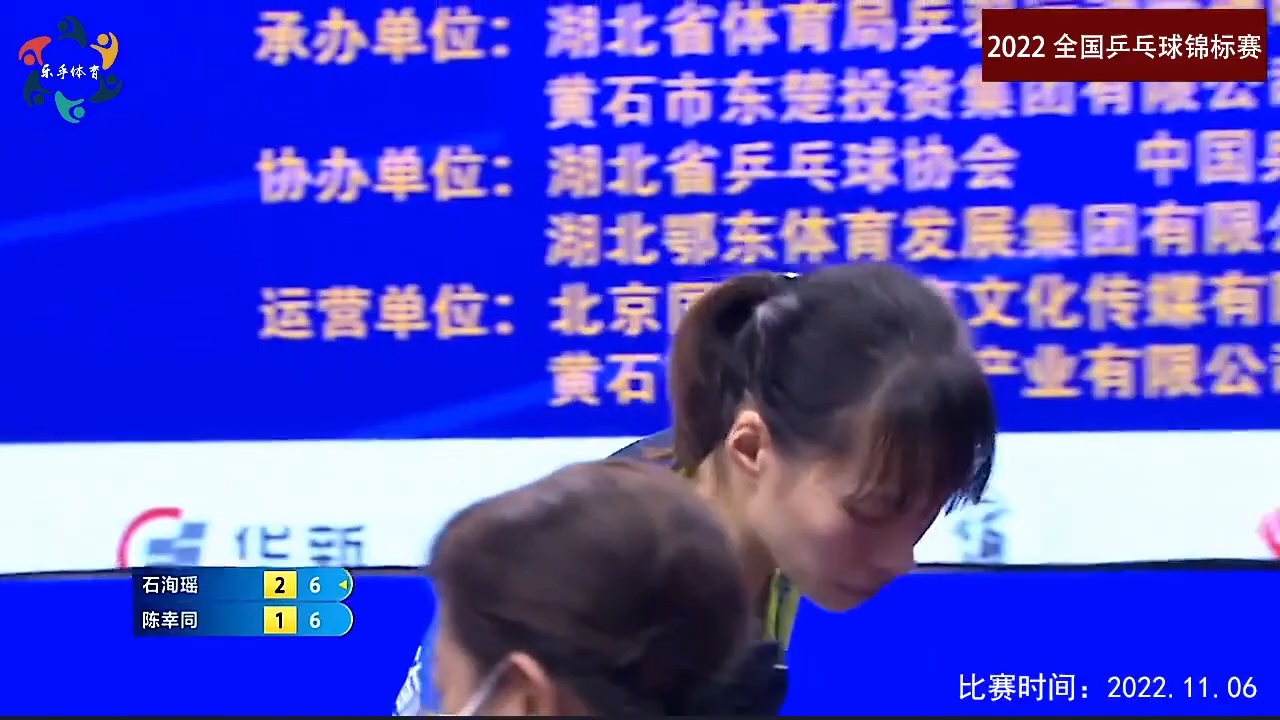 承办单位：湖北省体育局乒
2022 全国乒乓球锦标赛
乐手体育
黄石市东楚投资集团有限公
协办单位：湖北省乒乓球协会 中国
湖北鄂东体育发展集团有限
运营单位：北京 文化传媒有
黄石 产业有限公
华新
石洵瑶 2 6
陈幸同 1 6
比赛时间：2022.11.06